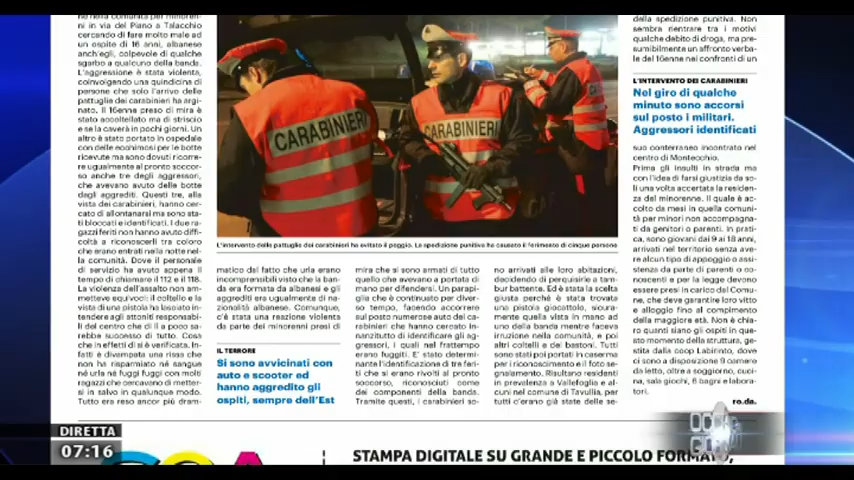 ne nella comunità per minoren-
ni in via del Piano a Talacchio
cercando di fare molto male ad
un ospite di 16 anni, albanese
anch'egli, colpevole di qualche
sgarbo a qualcuno della banda.
L'aggressione è stata violenta,
coinvolgendo una quindicina di
persone che solo l'arrivo delle
pattuglie dei carabinieri ha argi-
nato. Il 16enne preso di mira è
stato accoltellato ma di striscio
e se la caverà in pochi giorni. Un
altro è stato portato in ospedale
con delle ecchimosi per le botte
ricevute ma sono dovuti ricorre-
re ugualmente al pronto soccor-
so anche tre degli aggressori,
che avevano avuto delle botte
dagli aggrediti. Questi tre, alla
vista dei carabinieri, hanno cer-
cato di allontanarsi ma sono sta-
ti bloccati e identificati. I due ra-
gazzi feriti non hanno avuto diffi-
coltà a riconoscerli tra coloro
che erano entrati nella notte nel-
la comunità. Dove il personale
di servizio ha avuto appena il
tempo di chiamare il 112 e il 118.
La violenza dell'assalto non am-
metteve equivoci: il coltello e la
vista di una pistola ha lasciato in-
tendere agli attoniti responsabi-
li del centro che di lì a poco sa-
rebbe successo di tutto. Cosa
che in effetti di si è verificata. In-
fatti è divampata una rissa che
non ha risparmiato né sangue
né urla né fuggi fuggi con molti
ragazzi che cercavano di metter-
si in salvo in qualunque modo.
Tutto era reso ancor più dram-
CARABINIERI
CARABINIERI
L'intervento delle pattuglie dei carabinieri ha evitato il peggio. La spedizione punitiva ha causato il ferimento di cinque persone
matico dal fatto che urla erano
incomprensibili visto che la ban-
da era formata da albanesi e
gli aggrediti era ugualmente di na-
zionalità albanese. Comunque,
c'è stata una reazione violenta
da parte dei minorenni presi di
IL TERRORE
Si sono avvicinati con
auto e scooter ed
hanno aggredito gli
ospiti, sempre dell'Est
mira che si sono armati di tutto
quello che avevano a portata di
mano per difendersi. Un parapi-
glia che è continuato per diver-
so tempo, facendo accorrere
sul posto numerose auto dei ca-
rabinieri che hanno cercato in-
nanzitutto di identificare gli ag-
gressori, i quali nel frattempo
erano fuggiti. E' stato determi-
nante l'identificazione di tre feri-
ti che si erano rivolti al pronto
soccorso, riconosciuti come
dei componenti della banda.
Tramite questi, i carabinieri so-
no arrivati alle loro abitazioni,
decidendo di perquisirle a tam-
bur battente. Ed è stata la scelta
giusta perché è stata trovata
una pistola giocattolo, sicura-
mente quella vista in mano ad
uno della banda mentre faceva
irruzione nella comunità, e poi
altri coltelli e dei bastoni. Tutti
sono stati poi portati in caserma
per il riconoscimento e il foto se-
gnalamento. Risultano residenti
in prevalenza a Vallefoglia e al-
cuni nel comune di Tavullia, per
tutti c'erano già state delle se-
della spedizione punitiva. Non
sembra rientrare tra i motivi
qualche debito di droga, ma pre-
sumibilmente un affronto verba-
le del 16enne nei confronti di un
L'INTERVENTO DEI CARABINIERI
Nel giro di qualche
minuto sono accorsi
sul posto i militari.
Aggressori identificati
suo conterraneo incontrato nel
centro di Montecchio.
Prima gli insulti in strada ma
con l'idea di farsi giustizia da so-
li una volta accertata la residen-
za del minorenne. Il quale è ac-
colto da mesi in quella comuni-
tà per minori non accompagna-
ti da genitori o parenti. In prati-
ca, sono giovani dai 9 ai 18 anni,
arrivati nel territorio senza ave-
re alcun tipo di appoggio o assi-
stenza da parte di parenti o co-
noscenti e per la legge devono
essere presi in carico dal Comu-
ne, che deve garantire loro vitto
e alloggio fino al compimento
della maggiore età. Non è chia-
ro quanti siano gli ospiti in que-
sto momento della struttura, ge-
stita dalla coop Labirinto, dove
ci sono a disposizione 9 camere
da letto, oltre a soggiorno, cuci-
na, sala giochi, 6 bagni e labora-
tori.
ro.da.
DIRETTA
07:16
STAMPA DIGITALE SU GRANDE E PICCOLO FORMATO,